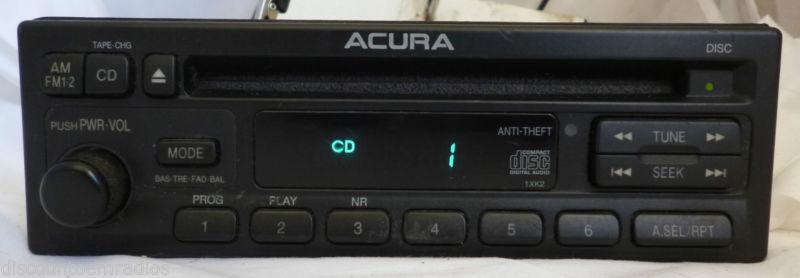 ACURA
TAPE·CHG
DISC
AM
FM1·2
CD
PUSH PWR·VOL
ANTI-THEFT
TUNE
CD 1
MODE
COMPACT
disc
DIGITAL AUDIO
SEEK
BAS·TRE·FAD·BAL
1XK2
PROG PLAY NR
1 2 3 4 5 6 A.SEL/RPT
discountoemradios